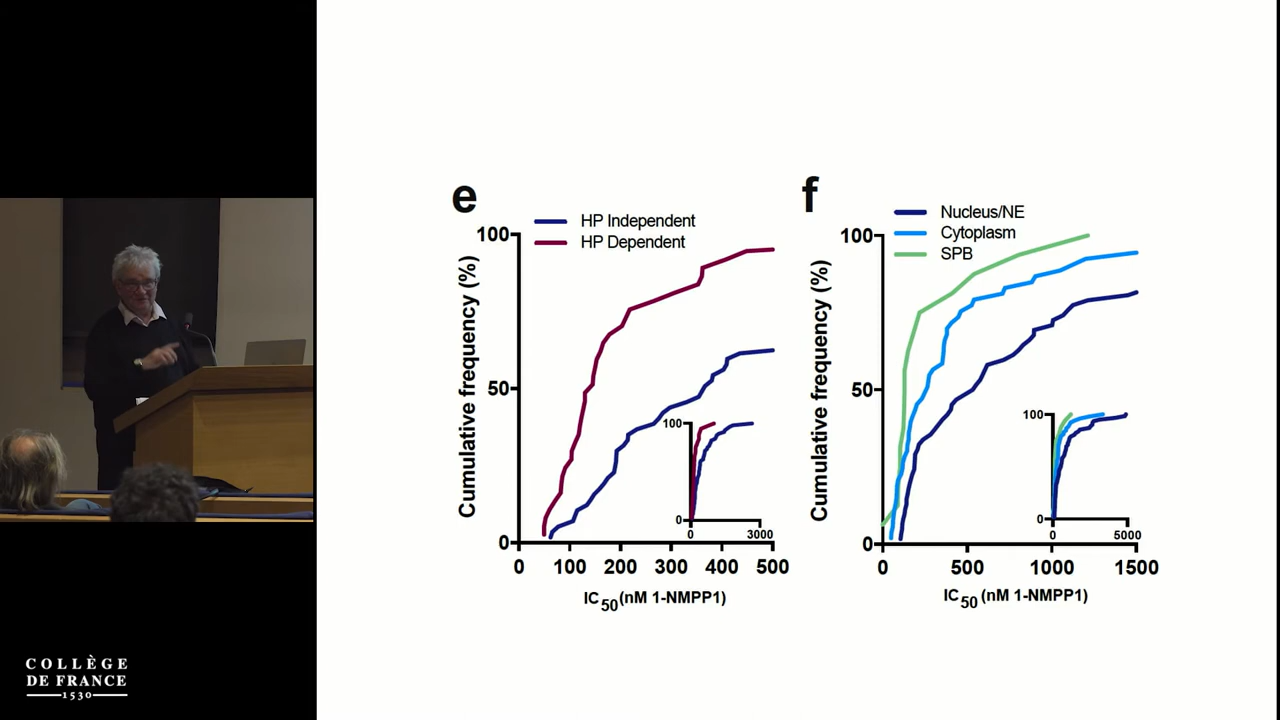 e
HP Independent
HP Dependent
Cumulative frequency (%)
100
50
0
0 100 200 300 400 500
IC50 (nM 1-NMPP1)
100
0
0 3000
f
Nucleus/NE
Cytoplasm
SPB
Cumulative frequency (%)
100
50
0
0 500 1000 1500
IC50 (nM 1-NMPP1)
100
0
0 5000
COLLÈGE
DE FRANCE
1530